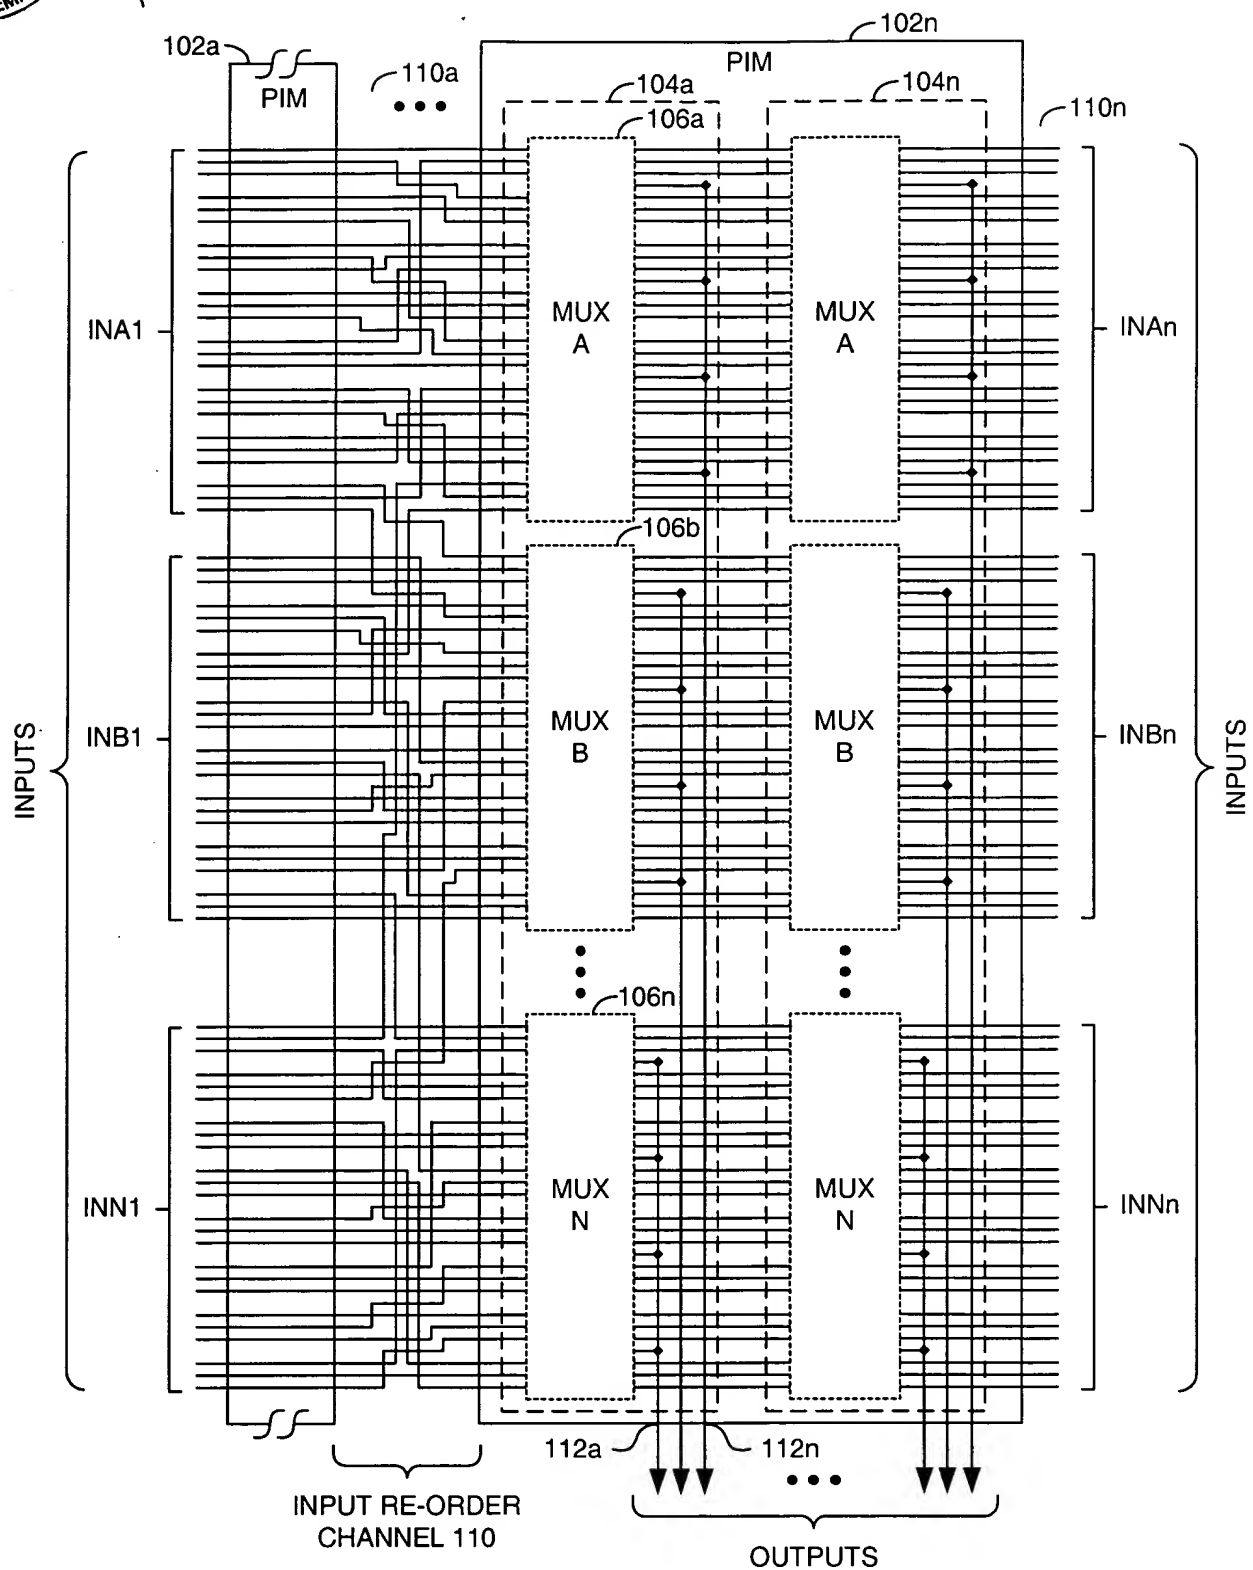 102a
PIM
110a
102n
PIM
104a
104n
106a
110n
MUX
A
MUX
A
INA1
INAn
106b
MUX
B
MUX
B
INB1
INBn
INPUTS
INPUTS
106n
MUX
N
MUX
N
INN1
INNn
112a
112n
INPUT RE-ORDER
CHANNEL 110
OUTPUTS